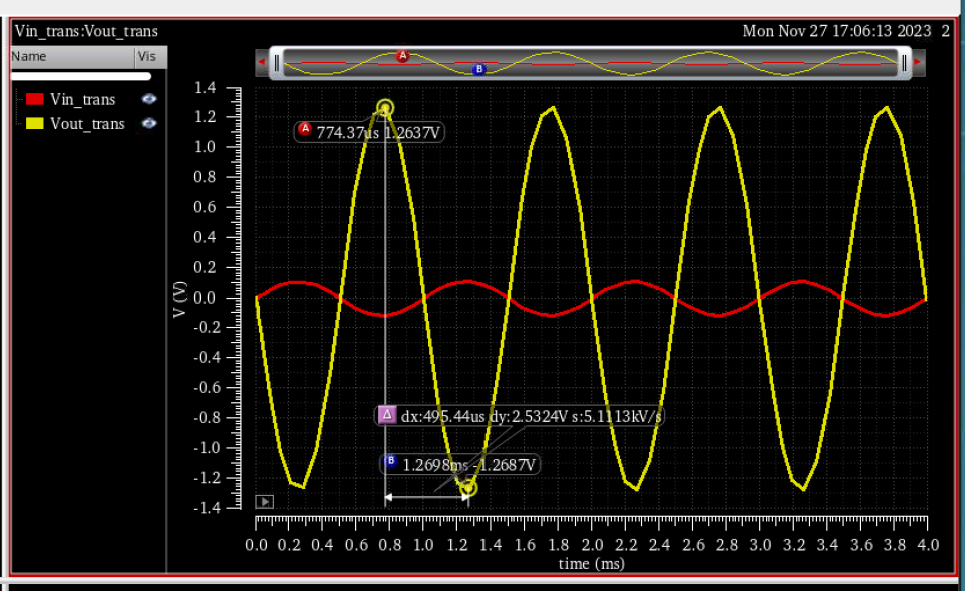 Vin_trans:Vout_trans
Mon Nov 27 17:06:13 2023 2
Name Vis
Vin_trans
Vout_trans
A
B
V (V)
1.4
1.2
1.0
0.8
0.6
0.4
0.2
0.0
-0.2
-0.4
-0.6
-0.8
-1.0
-1.2
-1.4
A 774.37us 1.2637V
Δ dx:495.44us dy:2.5324V s:5.1113kV/s
B 1.2698ms -1.2687V
0.0 0.2 0.4 0.6 0.8 1.0 1.2 1.4 1.6 1.8 2.0 2.2 2.4 2.6 2.8 3.0 3.2 3.4 3.6 3.8 4.0
time (ms)